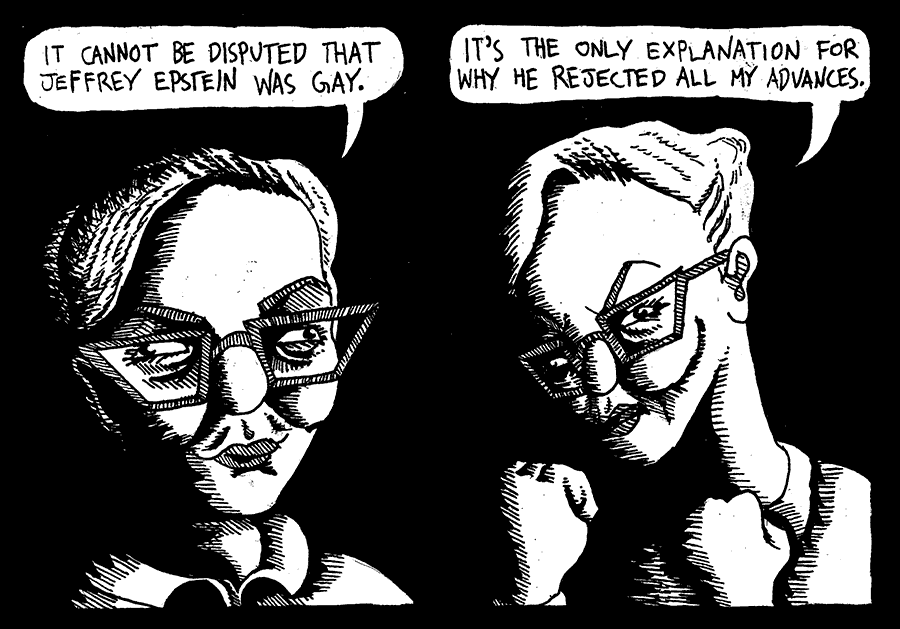 IT CANNOT BE DISPUTED THAT
JEFFREY EPSTEIN WAS GAY.
IT'S THE ONLY EXPLANATION FOR
WHY HE REJECTED ALL MY ADVANCES.